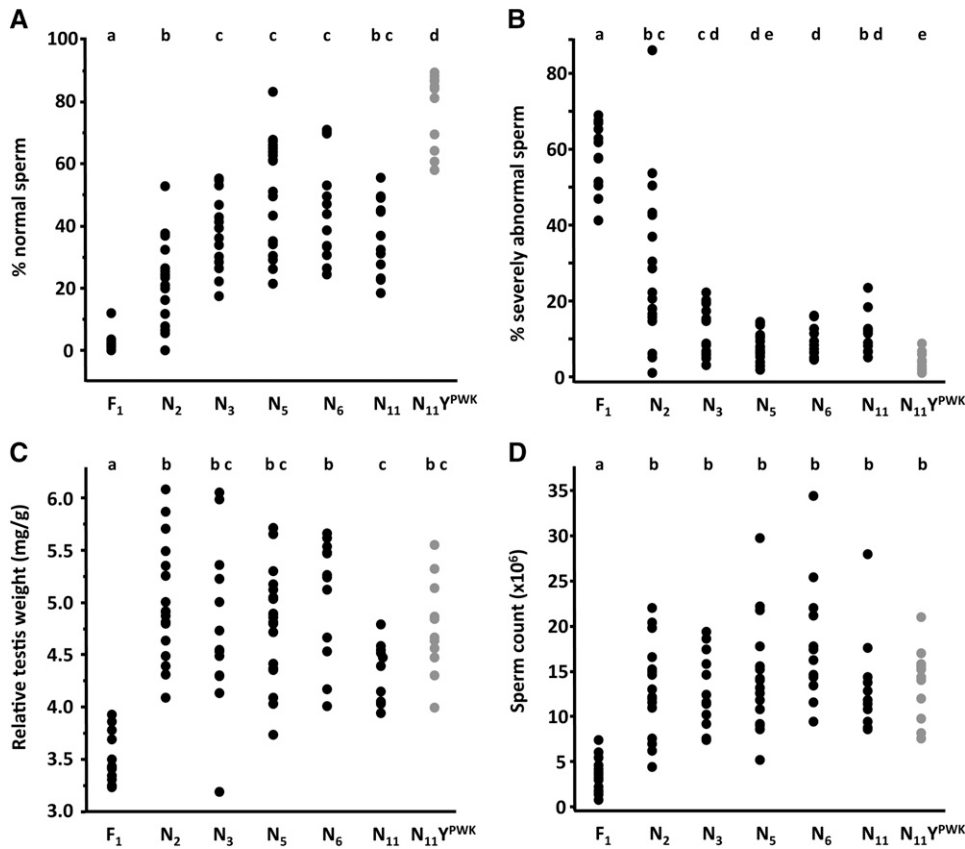 A
a b c c c b c d
% normal sperm
100
80
60
40
20
0
F₁ N₂ N₃ N₅ N₆ N₁₁ N₁₁Yᴾᵂᴷ
B
a b c c d d e d b d e
% severely abnormal sperm
80
60
40
20
0
F₁ N₂ N₃ N₅ N₆ N₁₁ N₁₁Yᴾᵂᴷ
C
a b b c b c b c b c
Relative testis weight (mg/g)
6.0
5.5
5.0
4.5
4.0
3.5
3.0
F₁ N₂ N₃ N₅ N₆ N₁₁ N₁₁Yᴾᵂᴷ
D
a b b b b b b
Sperm count (x10⁶)
35
30
25
20
15
10
5
0
F₁ N₂ N₃ N₅ N₆ N₁₁ N₁₁Yᴾᵂᴷ